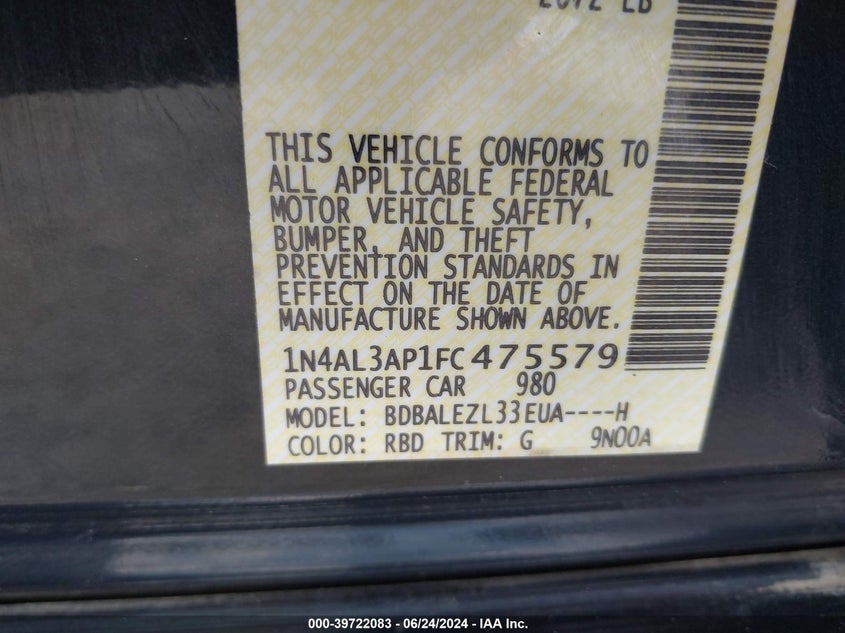 THIS VEHICLE CONFORMS TO
ALL APPLICABLE FEDERAL
MOTOR VEHICLE SAFETY,
BUMPER, AND THEFT
PREVENTION STANDARDS IN
EFFECT ON THE DATE OF
MANUFACTURE SHOWN ABOVE.
1N4AL3AP1FC475579
PASSENGER CAR 980
MODEL: BDBALEZL33EUA----H
COLOR: RBD TRIM: G 9N00A
000-39722083 - 06/24/2024 - IAA Inc.